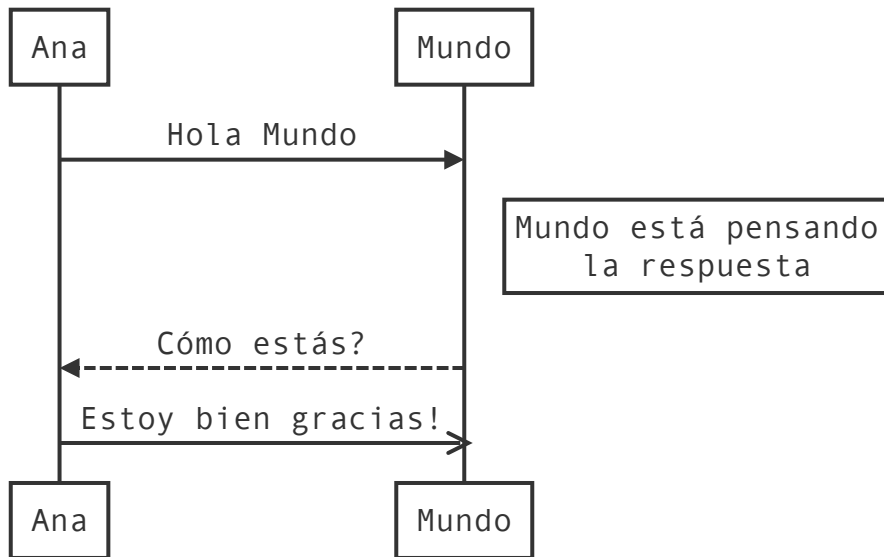 Ana
Mundo
Hola Mundo
Mundo está pensando
la respuesta
Cómo estás?
Estoy bien gracias!
Ana
Mundo